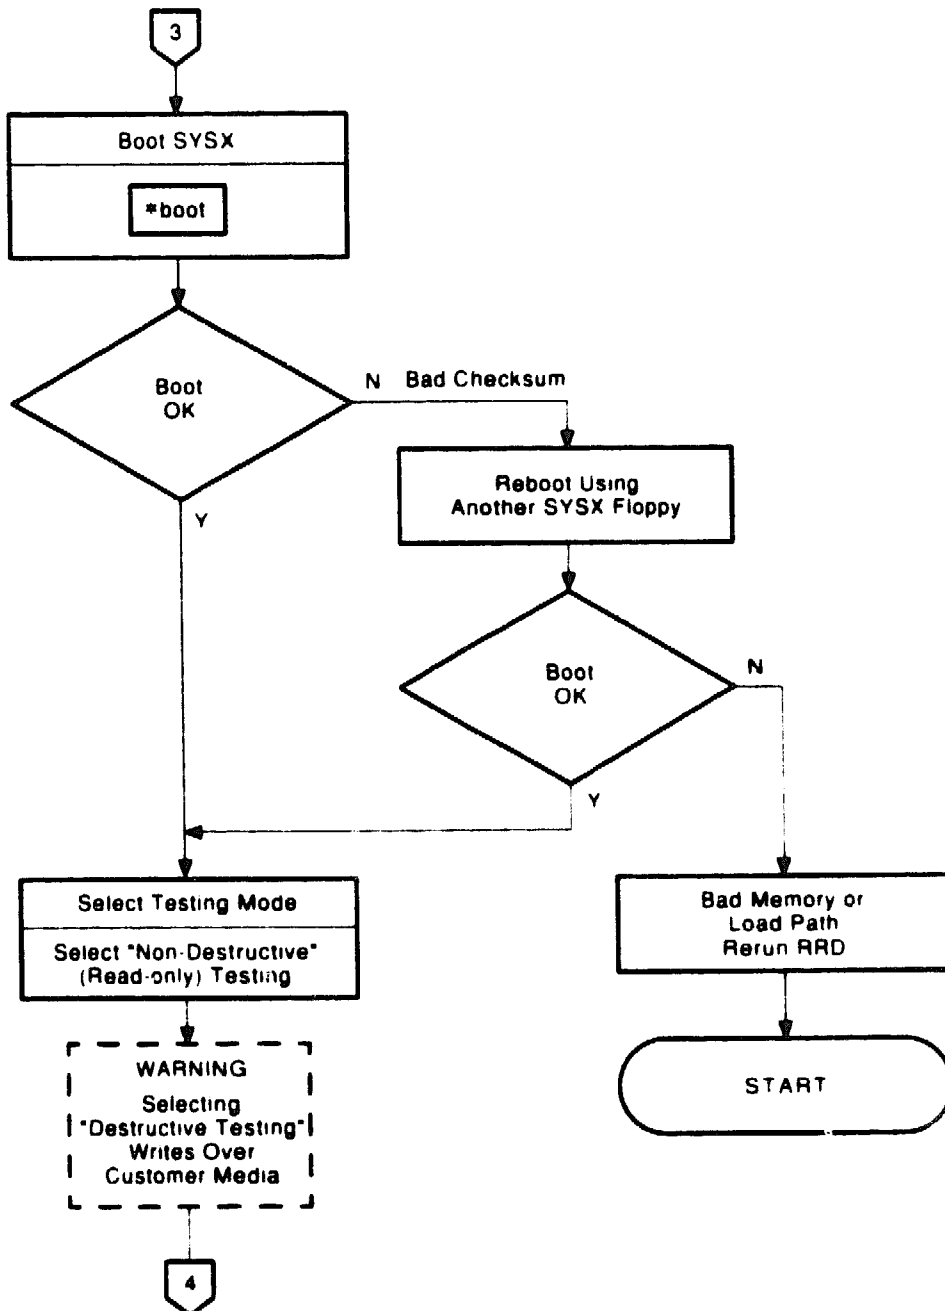 3
Boot SYSX
*boot
Boot
OK
N Bad Checksum
Y
Reboot Using
Another SYSX Floppy
Boot
OK
N
Y
Select Testing Mode
Select "Non-Destructive"
(Read-only) Testing
Bad Memory or
Load Path
Rerun RRD
WARNING
Selecting
"Destructive Testing"
Writes Over
Customer Media
START
4